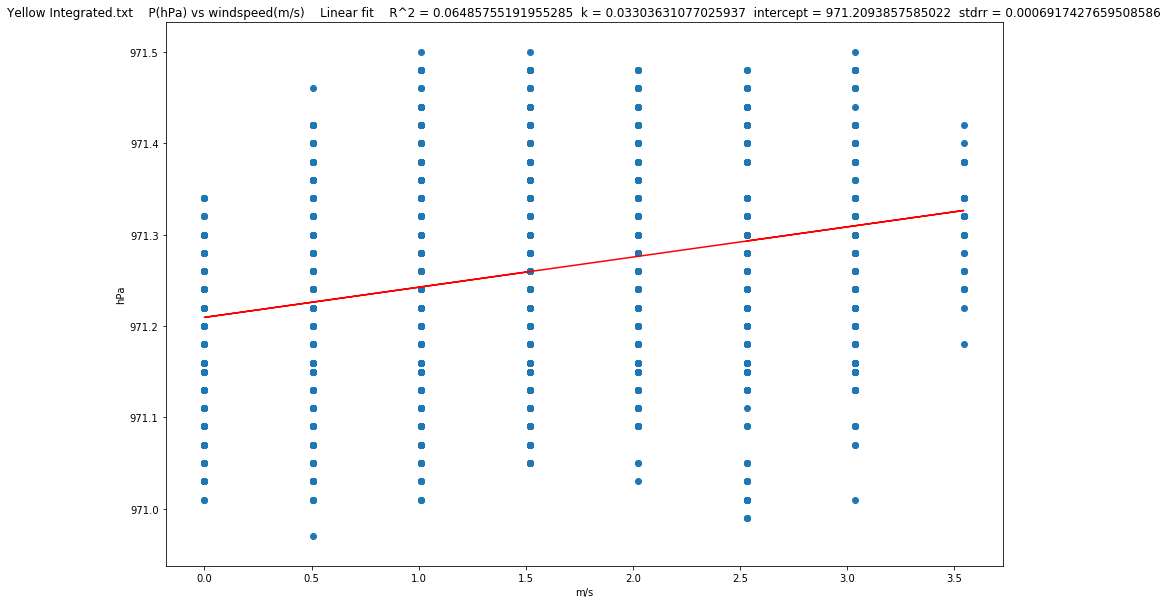 Yellow Integrated.txt    P(hPa) vs windspeed(m/s)    Linear fit    R^2 = 0.06485755191955285  k = 0.03303631077025937  intercept = 971.2093857585022  stdrr = 0.0006917427659508586
971.5
971.4
971.3
hPa
971.2
971.1
971.0
0.0 0.5 1.0 1.5 2.0 2.5 3.0 3.5
m/s